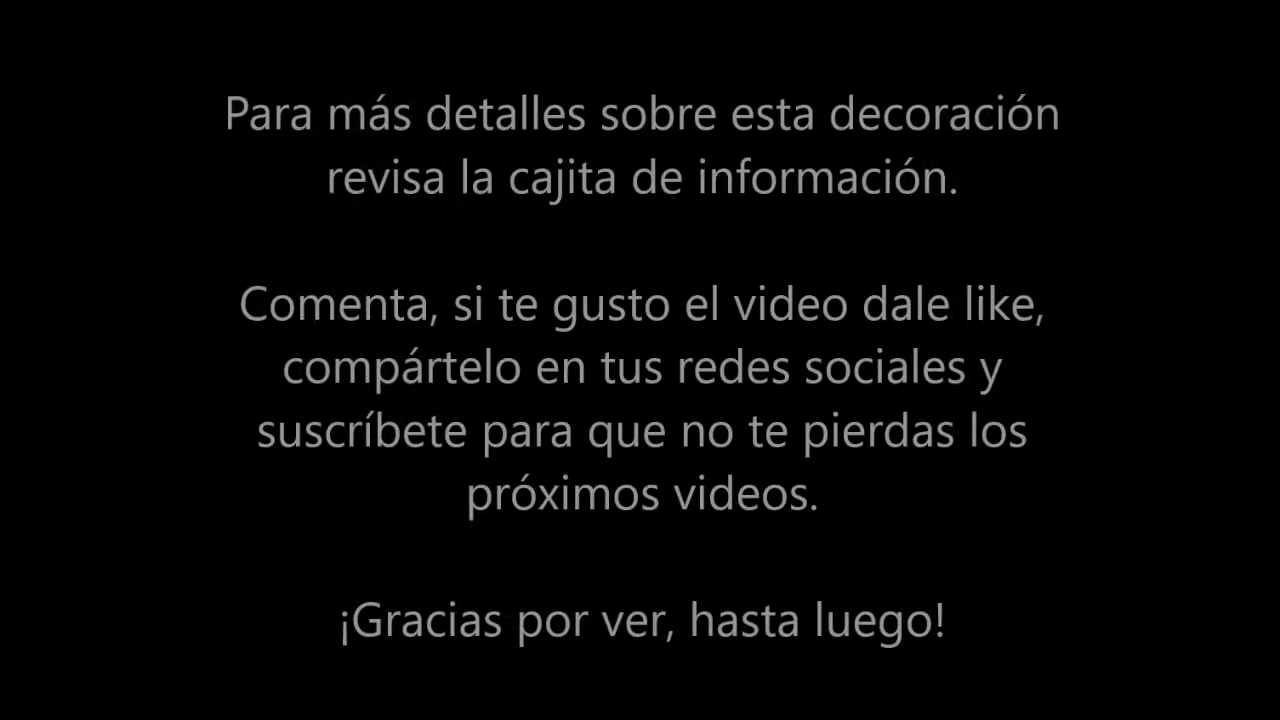 Para más detalles sobre esta decoración
revisa la cajita de información.
Comenta, si te gusto el video dale like,
compártelo en tus redes sociales y
suscríbete para que no te pierdas los
próximos videos.
¡Gracias por ver, hasta luego!